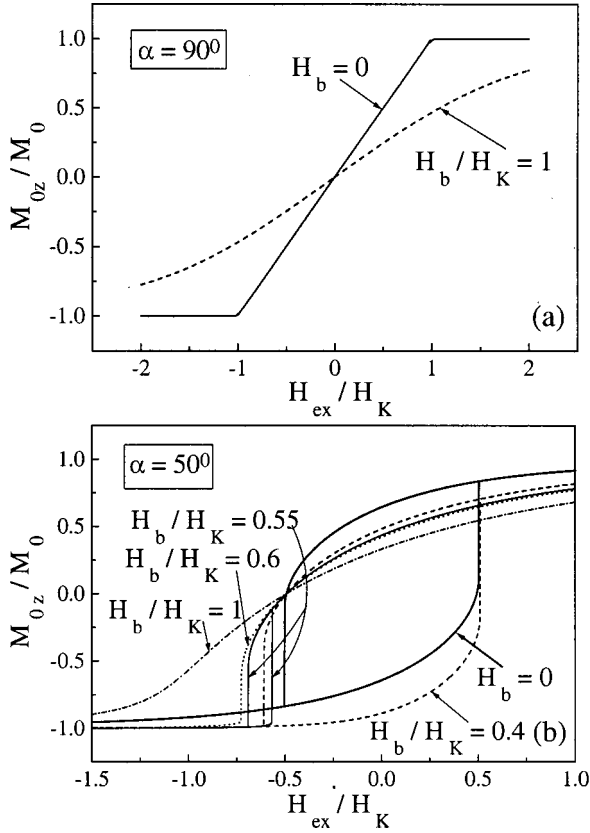 α = 90⁰
H_b = 0
H_b / H_K = 1
M_0z / M_0
1.0
0.5
0.0
-0.5
-1.0
(a)
-2 -1 0 1 2
H_ex / H_K
α = 50⁰
H_b / H_K = 0.55
H_b / H_K = 0.6
H_b / H_K = 1
H_b = 0
H_b / H_K = 0.4 (b)
M_0z / M_0
1.0
0.5
0.0
-0.5
-1.0
-1.5 -1.0 -0.5 0.0 0.5 1.0
H_ex / H_K